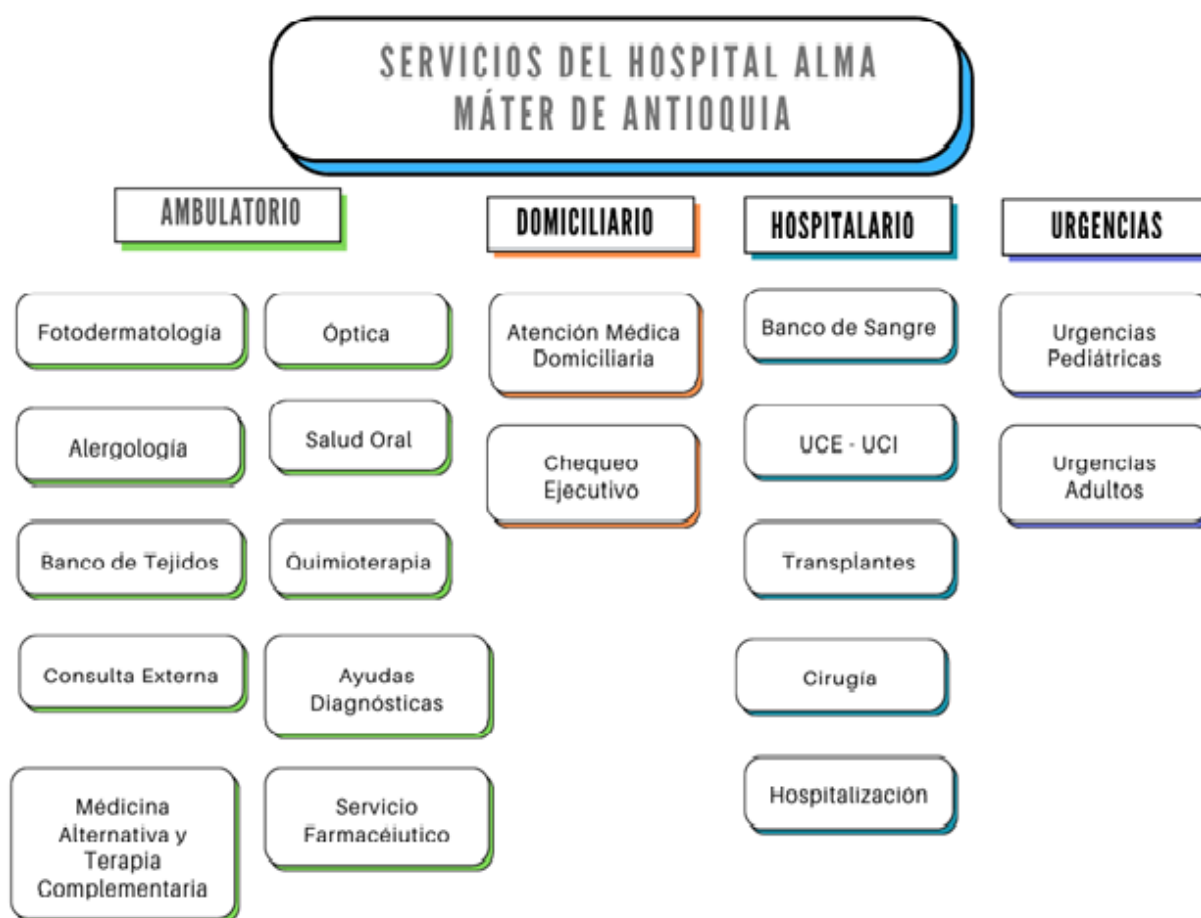 SERVICIOS DEL HOSPITAL ALMA
MÁTER DE ANTIOQUIA
AMBULATORIO
Fotodermatología
Óptica
Alergología
Salud Oral
Banco de Tejidos
Quimioterapia
Consulta Externa
Ayudas
Diagnósticas
Médicina
Alternativa y
Terapia
Complementaria
Servicio
Farmacéiutico
DOMICILIARIO
Atención Médica
Domiciliaria
Chequeo
Ejecutivo
HOSPITALARIO
Banco de Sangre
UCE - UCI
Transplantes
Cirugía
Hospitalización
URGENCIAS
Urgencias
Pediátricas
Urgencias
Adultos